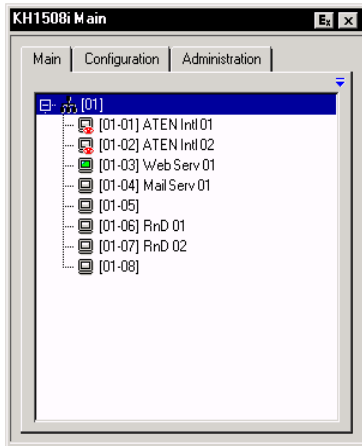 KH1508i Main
Ex
Main Configuration Administration
[01]
[01-01] ATEN Intl 01
[01-02] ATEN Intl 02
[01-03] Web Serv 01
[01-04] Mail Serv 01
[01-05]
[01-06] RnD 01
[01-07] RnD 02
[01-08]